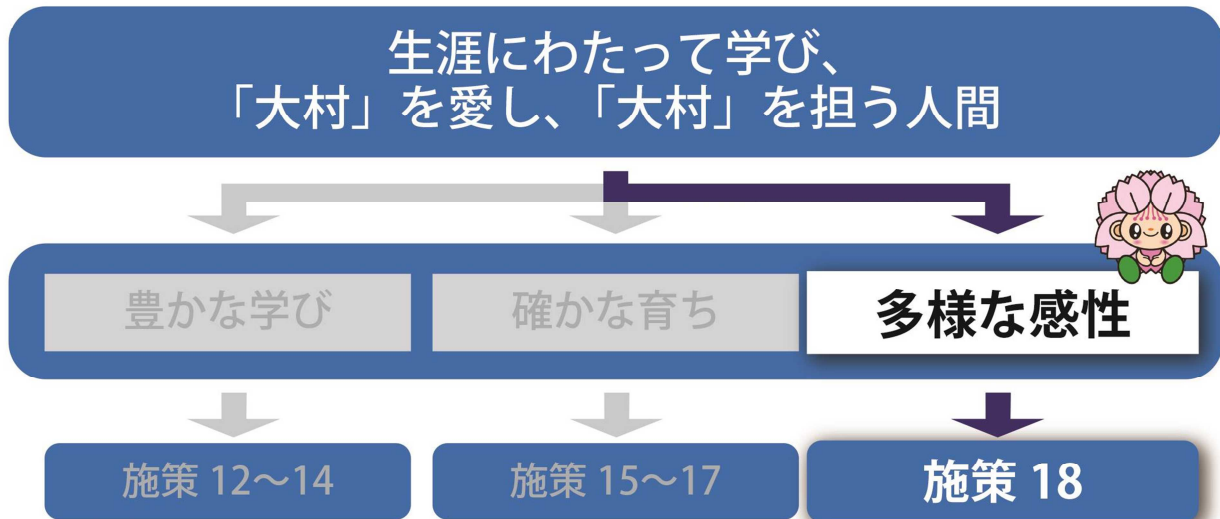 生涯にわたって学び、
「大村」を愛し、「大村」を担う人間
豊かな学び
確かな育ち
多様な感性
施策 12～14
施策 15～17
施策 18